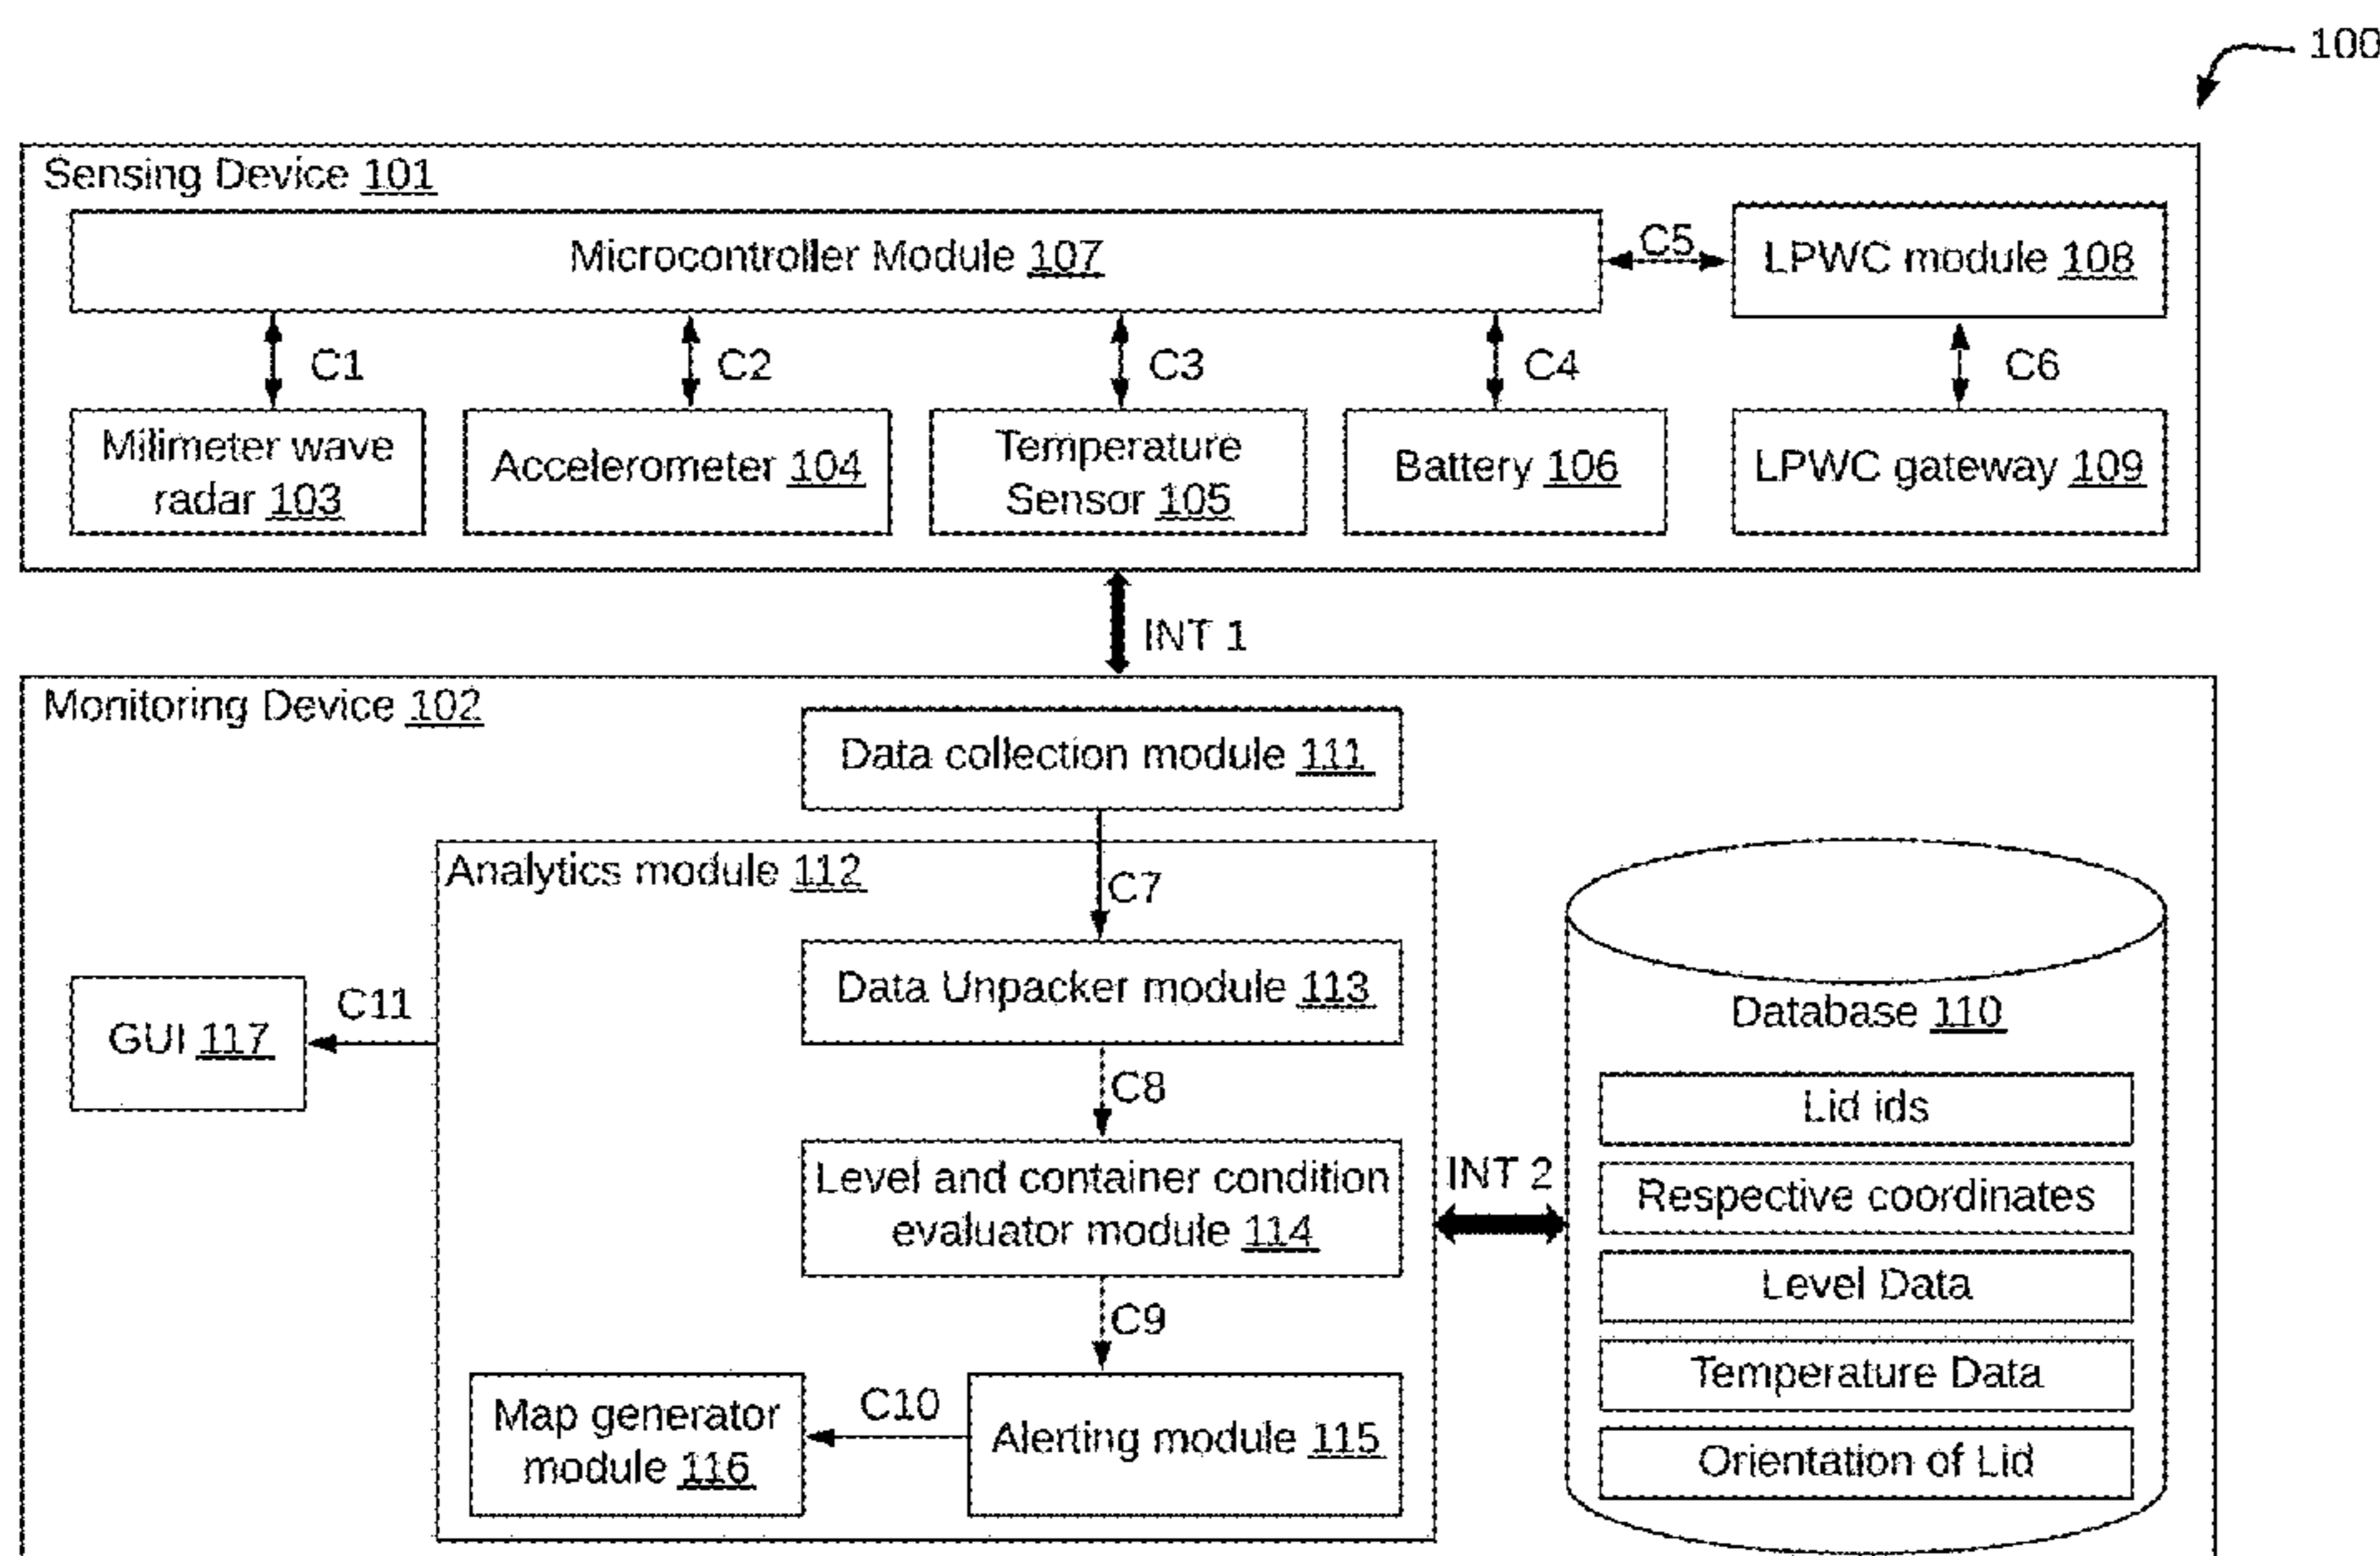 100
Sensing Device 101
Microcontroller Module 107
C5
LPWC module 108
C1
C2
C3
C4
C6
Milimeter wave
radar 103
Accelerometer 104
Temperature
Sensor 105
Battery 106
LPWC gateway 109
INT 1
Monitoring Device 102
Data collection module 111
Analytics module 112
C7
Data Unpacker module 113
C11
GUI 117
C8
Level and container condition
evaluator module 114
C9
Map generator
module 116
C10
Alerting module 115
INT 2
Database 110
Lid ids
Respective coordinates
Level Data
Temperature Data
Orientation of Lid